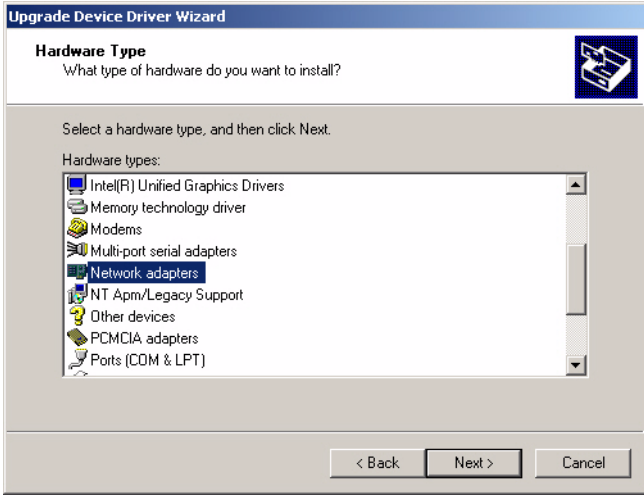 Upgrade Device Driver Wizard
Hardware Type
What type of hardware do you want to install?
Select a hardware type, and then click Next.
Hardware types:
Intel(R) Unified Graphics Drivers
Memory technology driver
Modems
Multi-port serial adapters
Network adapters
NT Apm/Legacy Support
Other devices
PCMCIA adapters
Ports (COM & LPT)
< Back Next > Cancel